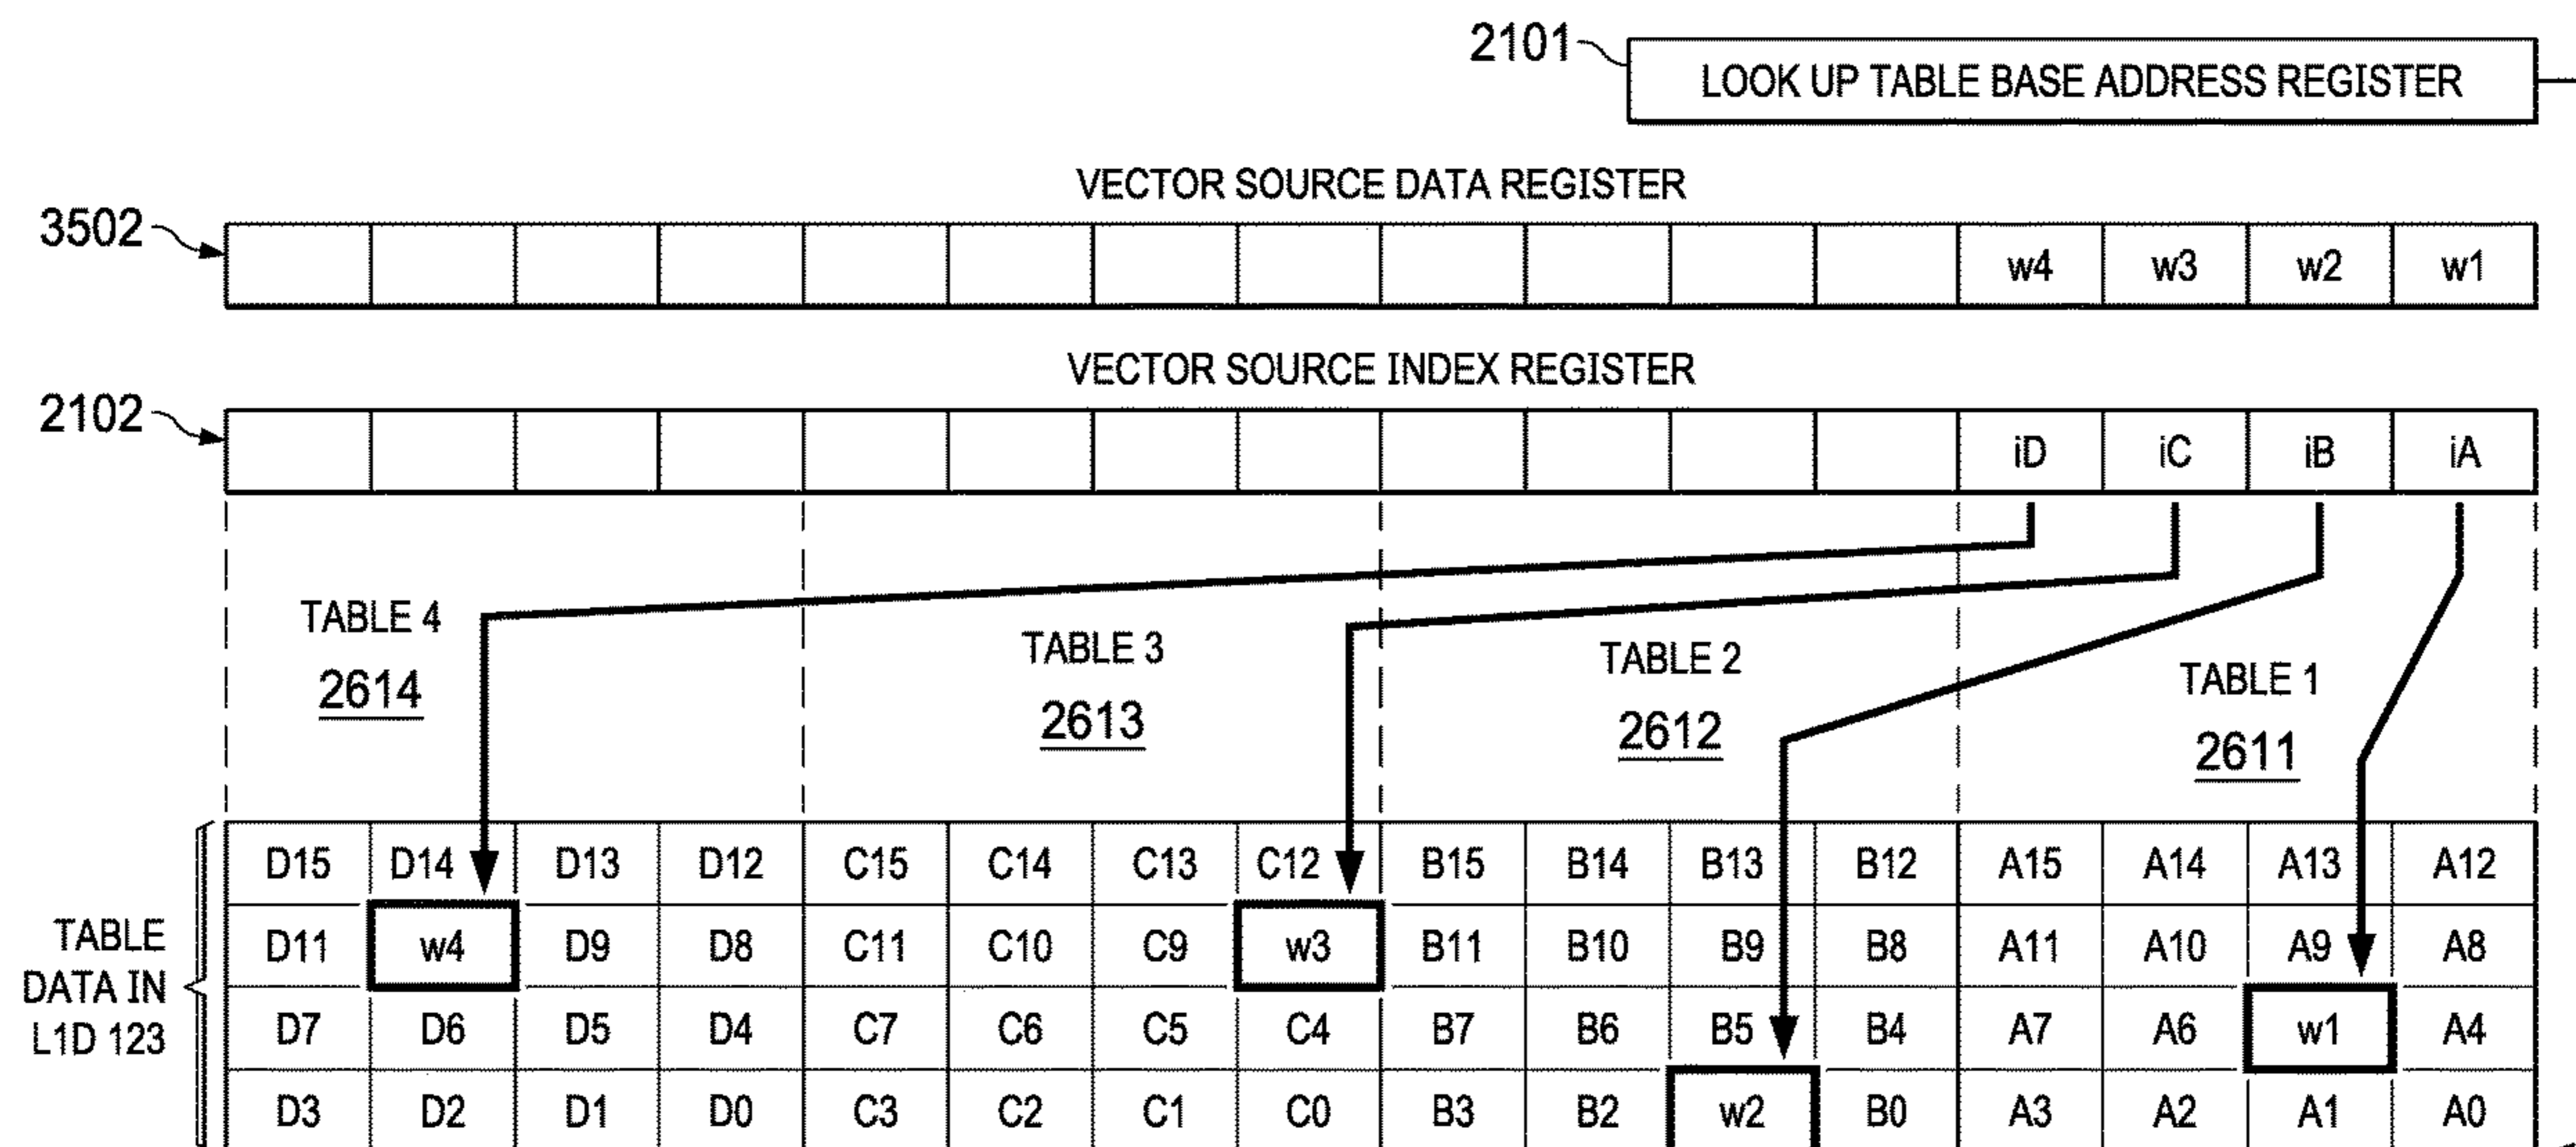 2101
LOOK UP TABLE BASE ADDRESS REGISTER
VECTOR SOURCE DATA REGISTER
3502
w4 w3 w2 w1
VECTOR SOURCE INDEX REGISTER
2102
iD iC iB iA
TABLE 4
2614
TABLE 3
2613
TABLE 2
2612
TABLE 1
2611
TABLE
DATA IN
L1D 123
D15 D14 D13 D12 C15 C14 C13 C12 B15 B14 B13 B12 A15 A14 A13 A12
D11 w4 D9 D8 C11 C10 C9 w3 B11 B10 B9 B8 A11 A10 A9 A8
D7 D6 D5 D4 C7 C6 C5 C4 B7 B6 B5 B4 A7 A6 w1 A4
D3 D2 D1 D0 C3 C2 C1 C0 B3 B2 w2 B0 A3 A2 A1 A0